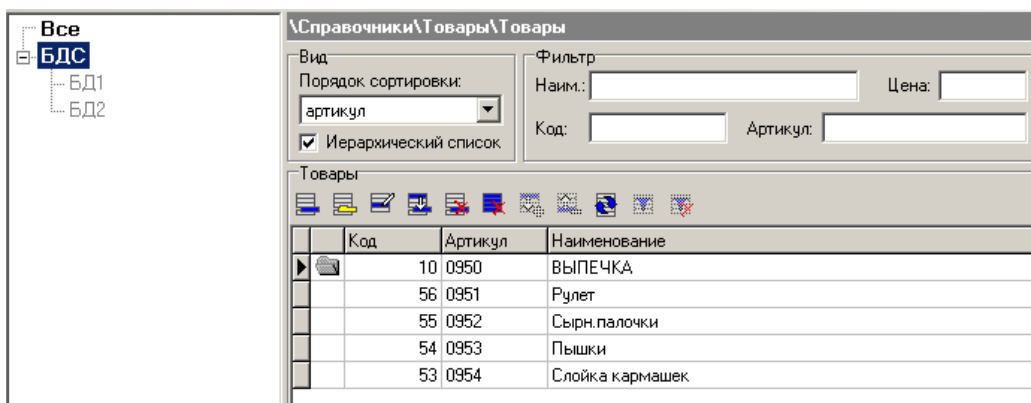 Все
БДС
БД1
БД2
\Справочники\Товары\Товары
Вид
Порядок сортировки:
артикул
Иерархический список
Фильтр
Наим.:
Цена:
Код:
Артикул:
Товары
Код Артикул Наименование
10 0950 ВЫПЕЧКА
56 0951 Рулет
55 0952 Сырн.палочки
54 0953 Пышки
53 0954 Слойка кармашек